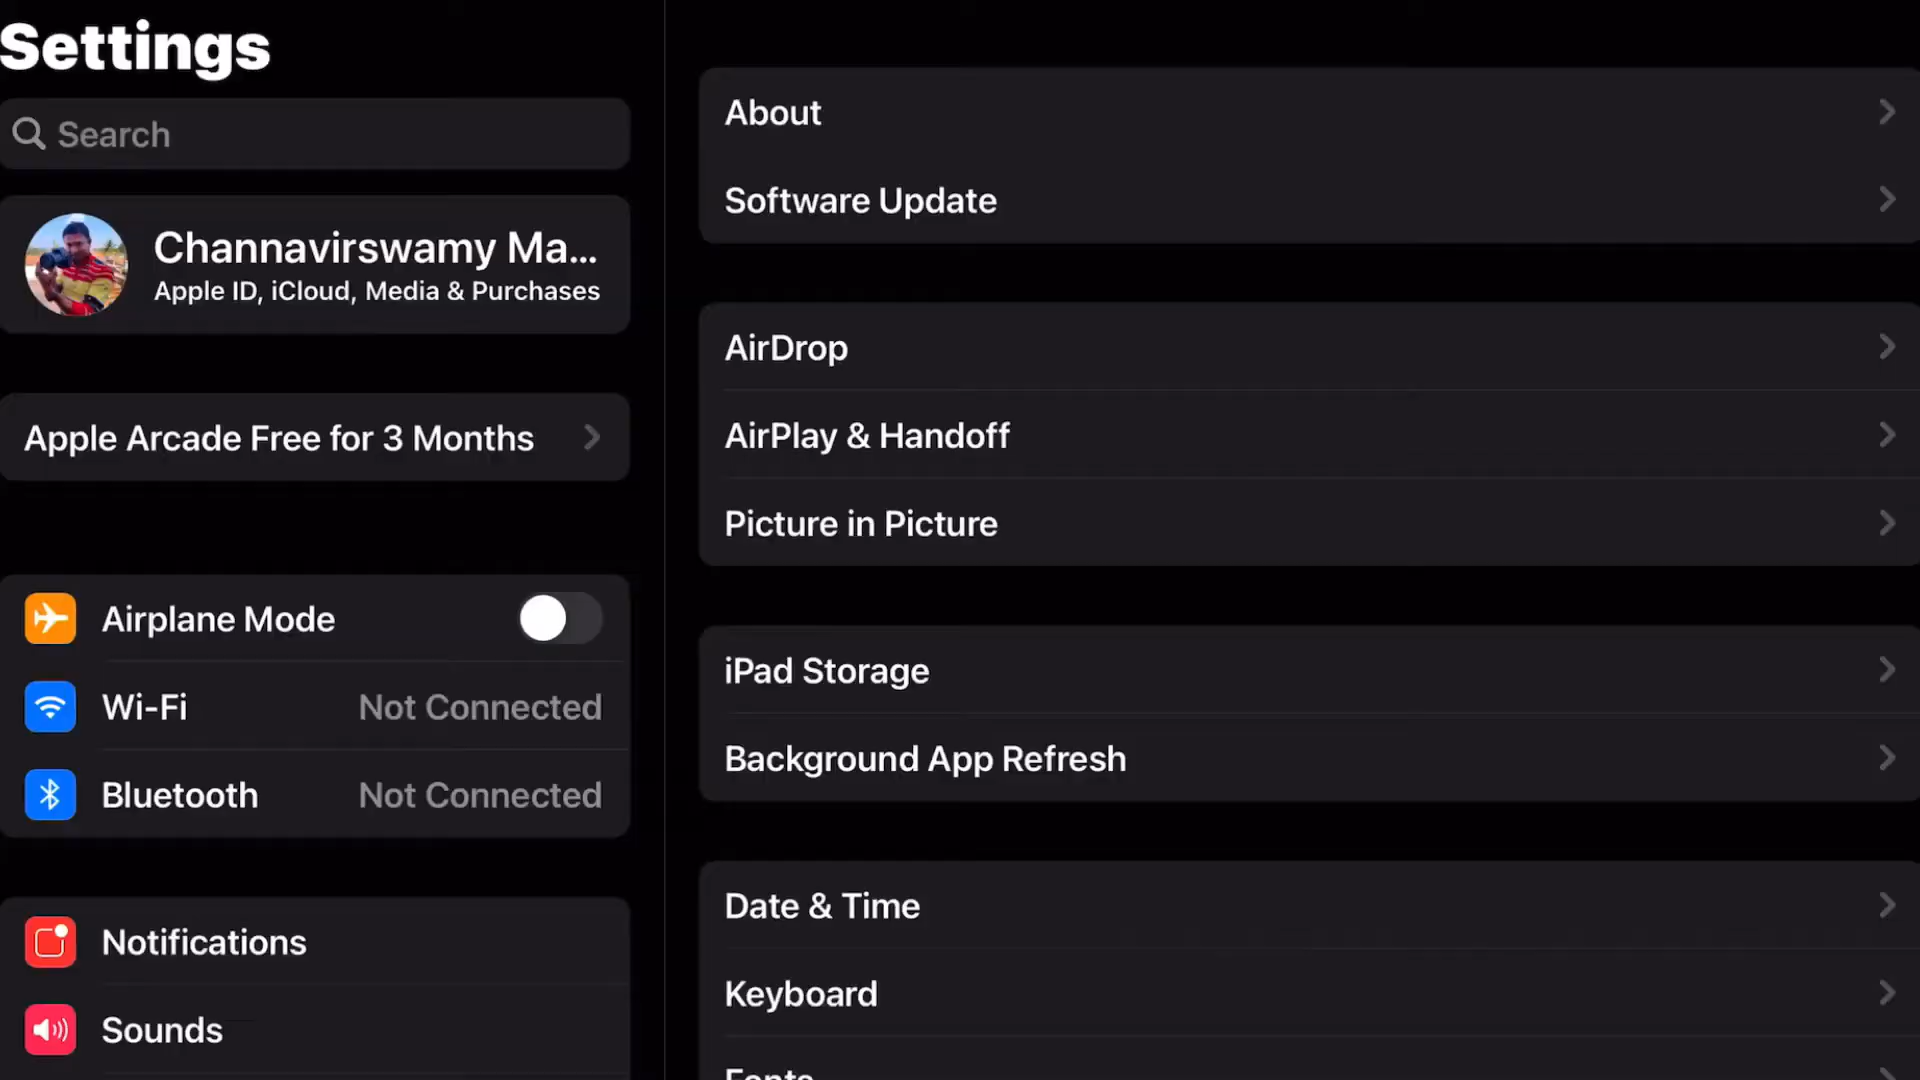 Settings
Search
Channavirswamy Ma...
Apple ID, iCloud, Media & Purchases
Apple Arcade Free for 3 Months
Airplane Mode
Wi-Fi Not Connected
Bluetooth Not Connected
Notifications
Sounds
About
Software Update
AirDrop
AirPlay & Handoff
Picture in Picture
iPad Storage
Background App Refresh
Date & Time
Keyboard
Fonts